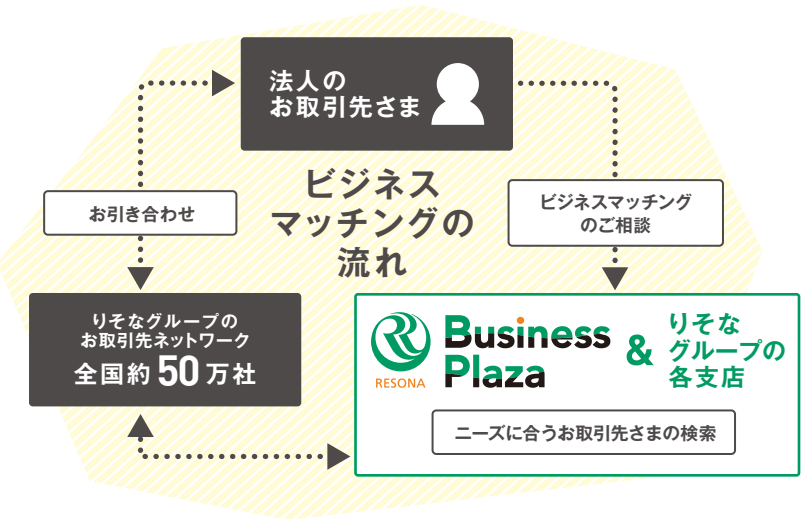 法人の
お取引先さま
ビジネス
マッチングの
流れ
お引き合わせ
ビジネスマッチング
のご相談
りそなグループの
お取引先ネットワーク
全国約50万社
RESONA
Business
Plaza
&
りそな
グループの
各支店
ニーズに合うお取引先さまの検索